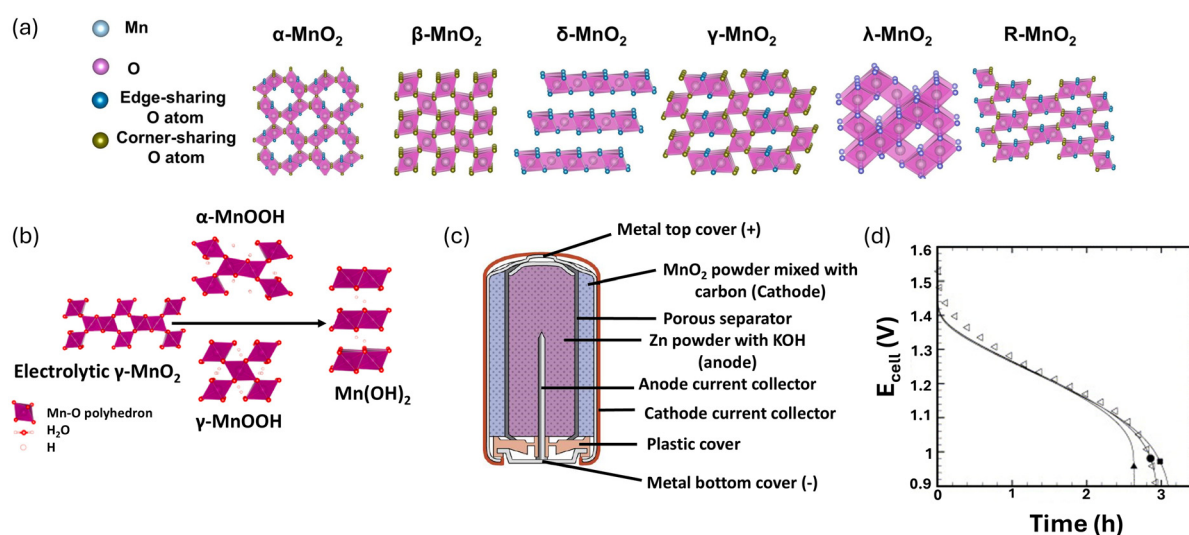 (a)
Mn
O
Edge-sharing
O atom
Corner-sharing
O atom
α-MnO₂
β-MnO₂
δ-MnO₂
γ-MnO₂
λ-MnO₂
R-MnO₂
(b)
α-MnOOH
Electrolytic γ-MnO₂
γ-MnOOH
Mn(OH)₂
Mn-O polyhedron
H₂O
H
(c)
Metal top cover (+)
MnO₂ powder mixed with
carbon (Cathode)
Porous separator
Zn powder with KOH
(anode)
Anode current collector
Cathode current collector
Plastic cover
Metal bottom cover (-)
(d)
E_cell (V)
1.6
1.5
1.4
1.3
1.2
1.1
1
0.9
0
1
2
3
Time (h)